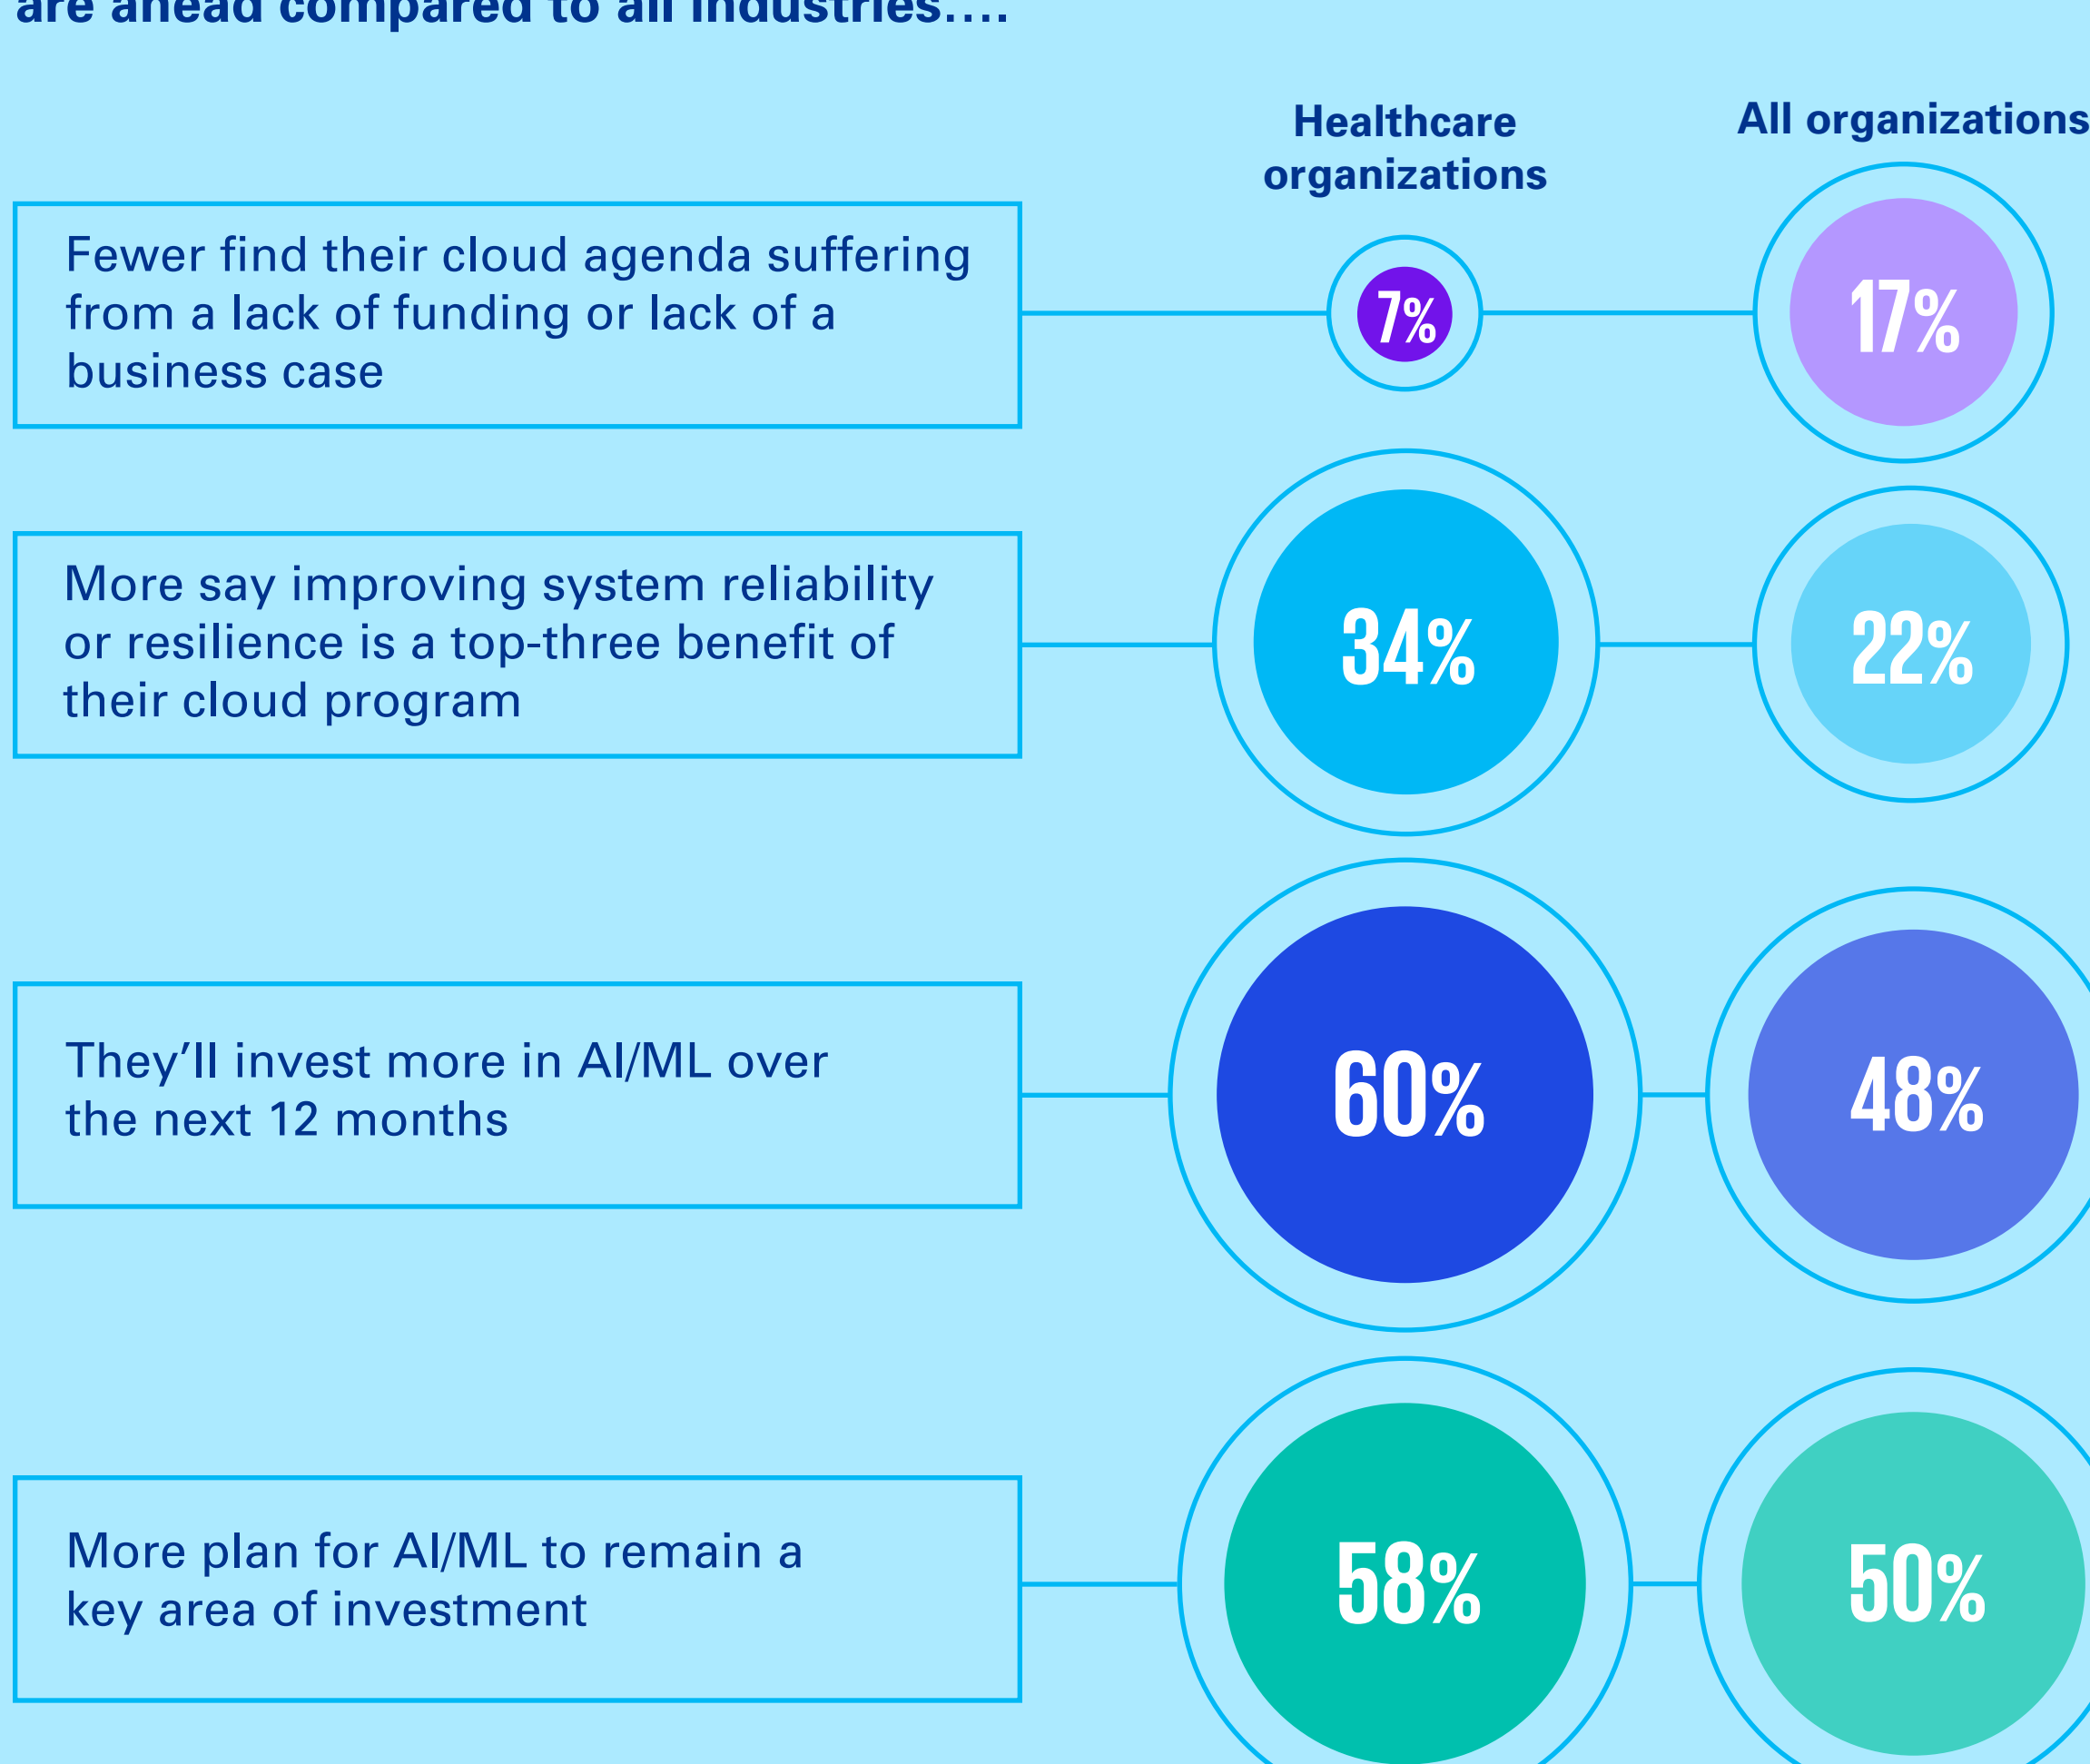 are ahead compared to all industries....
Healthcare
organizations
All organizations
Fewer find their cloud agenda suffering
from a lack of funding or lack of a
business case
7%
17%
More say improving system reliability
or resilience is a top-three benefit of
their cloud program
34%
22%
They’ll invest more in AI/ML over
the next 12 months
60%
48%
More plan for AI/ML to remain a
key area of investment
58%
50%